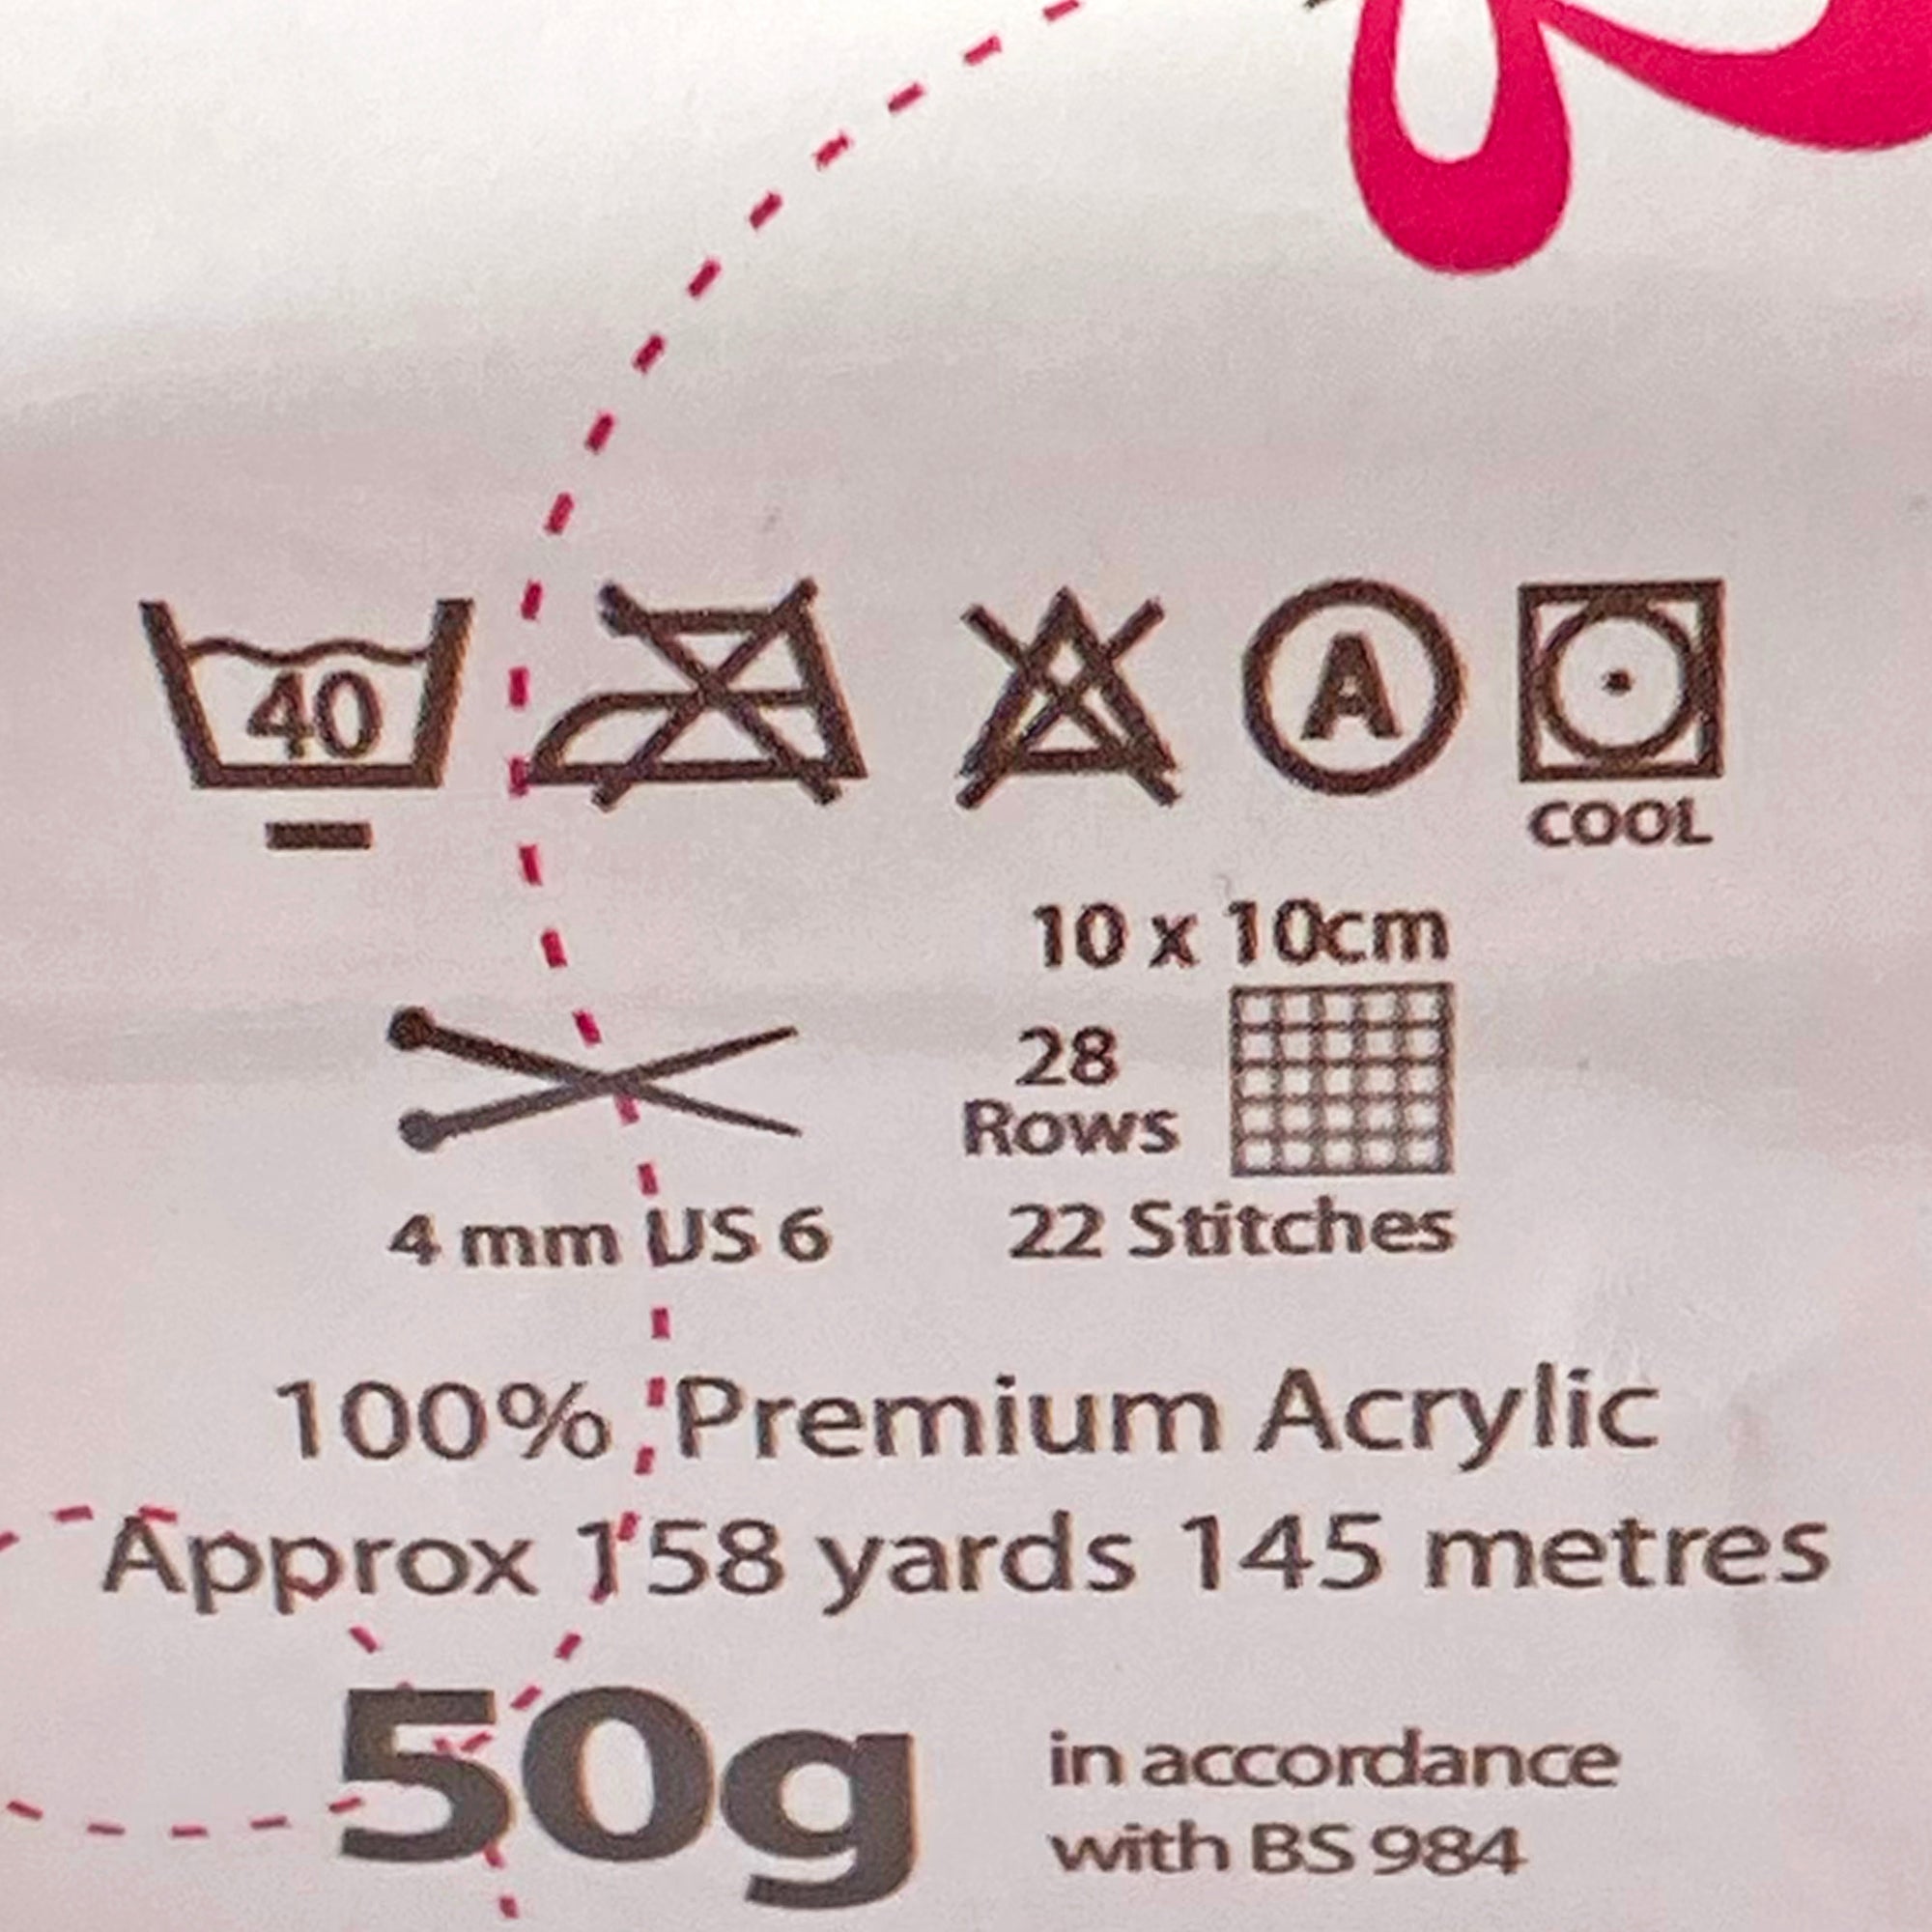 40
A
COOL
10 x 10cm
28
Rows
4 mm US 6
22 Stitches
100% Premium Acrylic
Approx 158 yards 145 metres
50g
in accordance
with BS 984